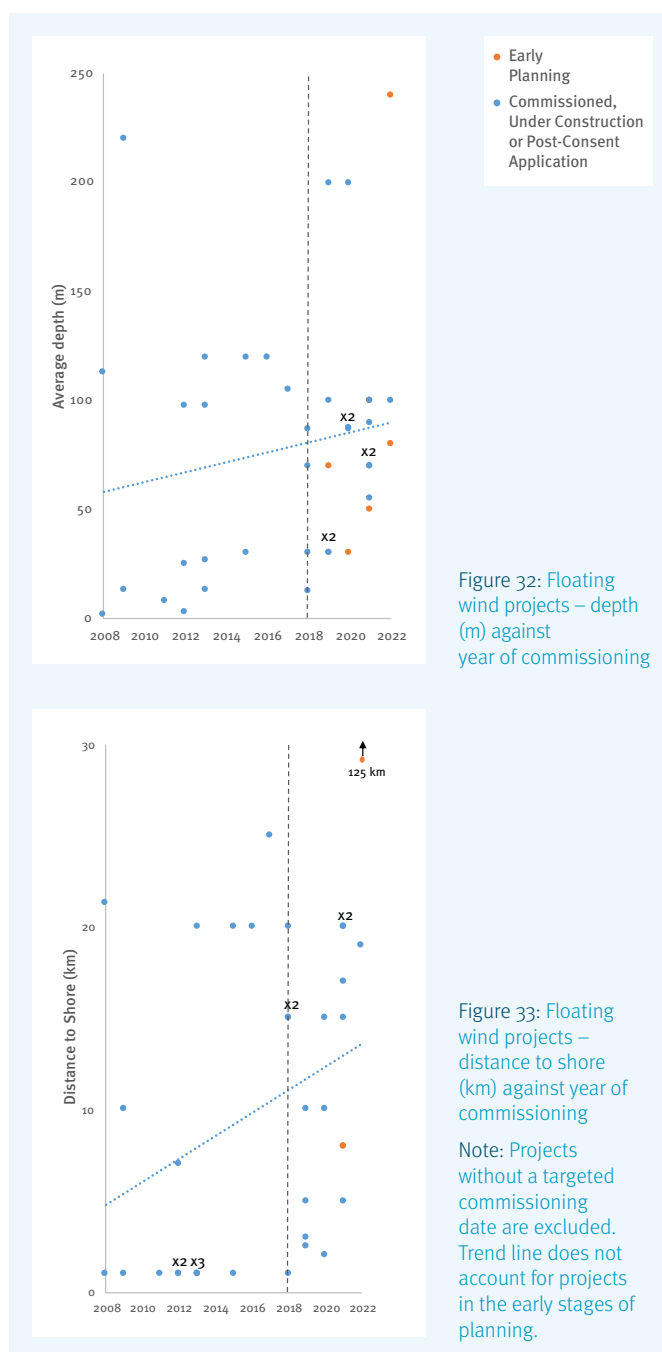 Early
Planning
Commissioned,
Under Construction
or Post-Consent
Application
250
200
150
100
50
0
Average depth (m)
X2
X2
X2
2008 2010 2012 2014 2016 2018 2020 2022
Figure 32: Floating
wind projects – depth
(m) against
year of commissioning
30
20
10
0
Distance to Shore (km)
125 km
X2
X2
X2 X3
2008 2010 2012 2014 2016 2018 2020 2022
Figure 33: Floating
wind projects –
distance to shore
(km) against year of
commissioning
Note: Projects
without a targeted
commissioning
date are excluded.
Trend line does not
account for projects
in the early stages of
planning.